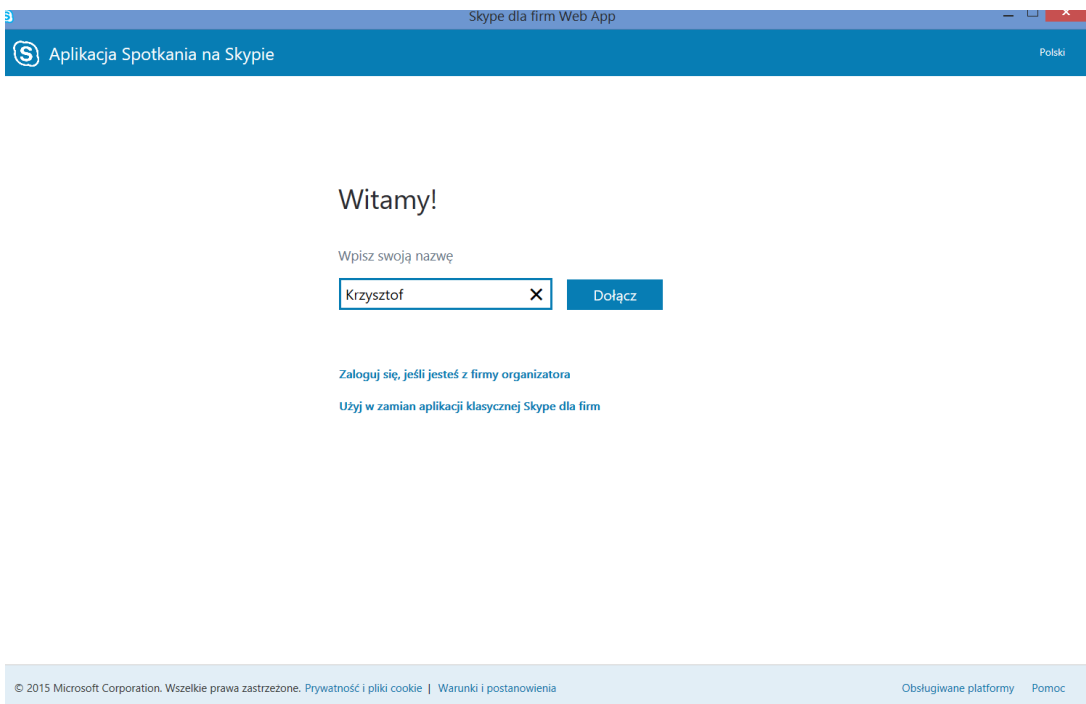 Skype dla firm Web App
Aplikacja Spotkania na Skypie
Polski
Witamy!
Wpisz swoją nazwę
Krzysztof
Dołącz
Zaloguj się, jeśli jesteś z firmy organizatora
Użyj w zamian aplikacji klasycznej Skype dla firm
© 2015 Microsoft Corporation. Wszelkie prawa zastrzeżone. Prywatność i pliki cookie | Warunki i postanowienia Obsługiwane platformy Pomoc